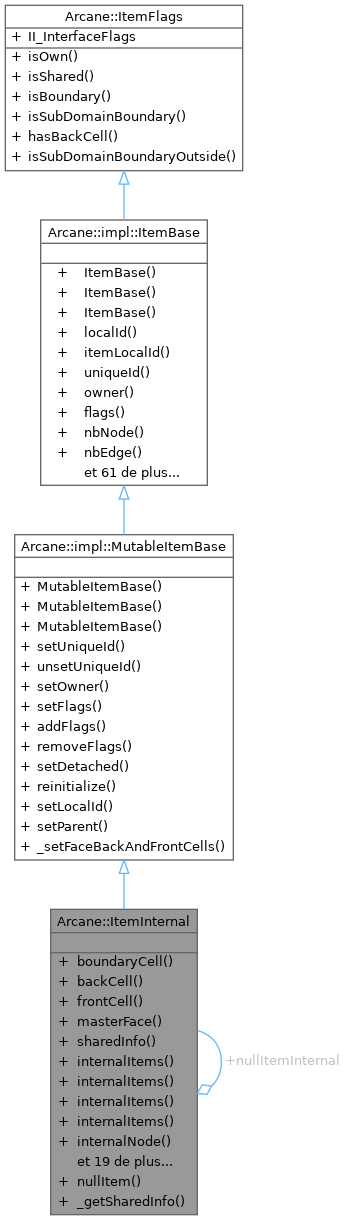 Arcane::ItemFlags
+ II_InterfaceFlags
+ isOwn()
+ isShared()
+ isBoundary()
+ isSubDomainBoundary()
+ hasBackCell()
+ isSubDomainBoundaryOutside()
Arcane::impl::ItemBase
+ ItemBase()
+ ItemBase()
+ ItemBase()
+ localId()
+ itemLocalId()
+ uniqueId()
+ owner()
+ flags()
+ nbNode()
+ nbEdge()
et 61 de plus...
Arcane::impl::MutableItemBase
+ MutableItemBase()
+ MutableItemBase()
+ MutableItemBase()
+ setUniqueId()
+ unsetUniqueId()
+ setOwner()
+ setFlags()
+ addFlags()
+ removeFlags()
+ setDetached()
+ reinitialize()
+ setLocalId()
+ setParent()
+ _setFaceBackAndFrontCells()
Arcane::ItemInternal
+ boundaryCell()
+ backCell()
+ frontCell()
+ masterFace()
+ sharedInfo()
+ internalItems()
+ internalItems()
+ internalItems()
+ internalItems()
+ internalNode()
et 19 de plus...
+ nullItem()
+ _getSharedInfo()
+nullItemInternal